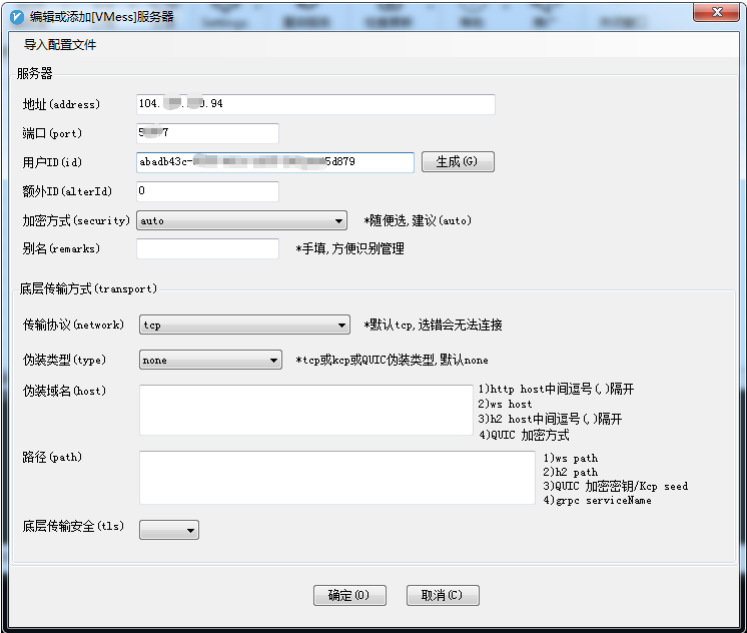 编辑或添加[VMess]服务器
导入配置文件
服务器
地址(address) 104. .94
端口(port) 7
用户ID(id) abadb43c- 5d879 生成(G)
额外ID(alterId) 0
加密方式(security) auto *随便选,建议(auto)
别名(remarks) *手填,方便识别管理
底层传输方式(transport)
传输协议(network) tcp *默认tcp,选错会无法连接
伪装类型(type) none *tcp或kcp或QUIC伪装类型,默认none
伪装域名(host)
1)http host中间逗号(,)隔开
2)ws host
3)h2 host中间逗号(,)隔开
4)QUIC 加密方式
路径(path)
1)ws path
2)h2 path
3)QUIC 加密密钥/Kcp seed
4)grpc serviceName
底层传输安全(tls)
确定(O) 取消(C)